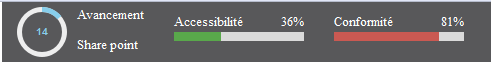 14
Avancement
Share point
Accessibilité 36%
Conformité 81%